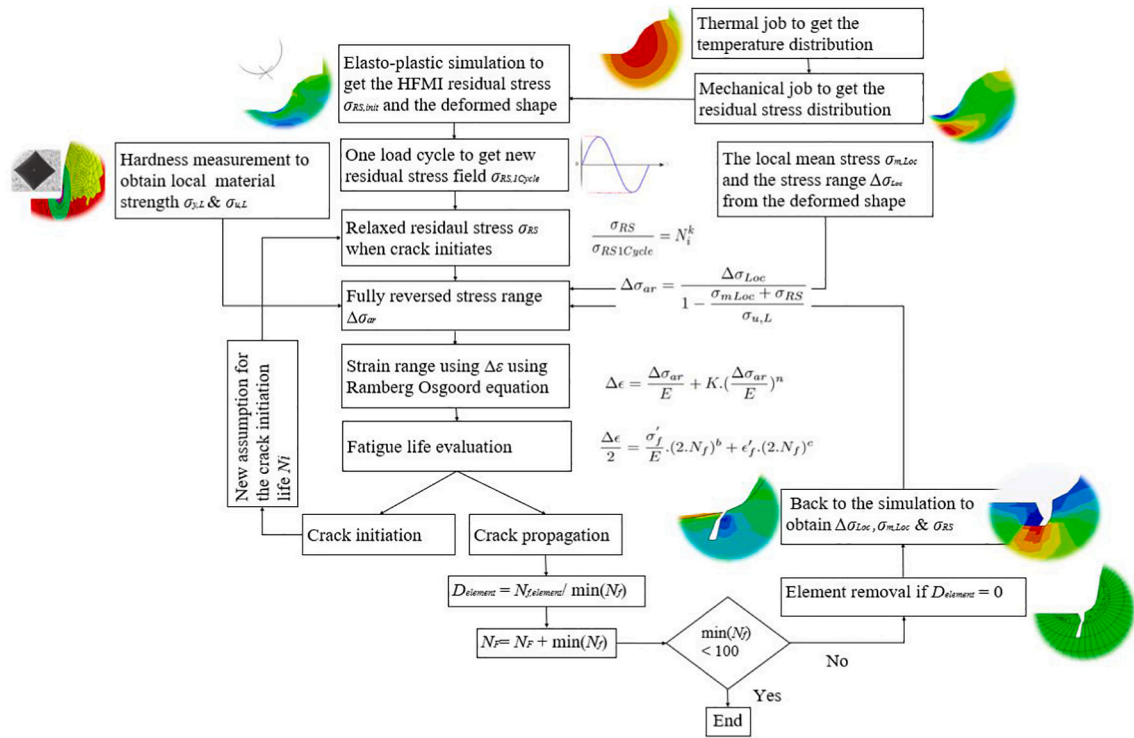 Thermal job to get the
temperature distribution
Elasto-plastic simulation to
get the HFMI residual stress
σRS,init and the deformed shape
Mechanical job to get the
residual stress distribution
Hardness measurement to
obtain local material
strength σy,L & σu,L
One load cycle to get new
residual stress field σRS,1Cycle
The local mean stress σm,Loc
and the stress range ΔσLoc
from the deformed shape
Relaxed residaul stress σRS
when crack initiates
σRS / σRS1Cycle = N_i^k
Fully reversed stress range
Δσar
Δσar = ΔσLoc / (1 − (σmLoc + σRS) / σu,L)
Strain range using Δε using
Ramberg Osgoord equation
Δϵ = Δσar/E + K.(Δσar/E)^n
Fatigue life evaluation
Δϵ/2 = σ′f/E .(2.Nf)^b + ϵ′f.(2.Nf)^c
New assumption for
the crack initiation
life Ni
Crack initiation
Crack propagation
Back to the simulation to
obtain ΔσLoc, σm,Loc & σRS
Delement = Nf,element/ min(Nf)
Element removal if Delement = 0
NF= NF + min(Nf)
min(Nf)
< 100
No
Yes
End